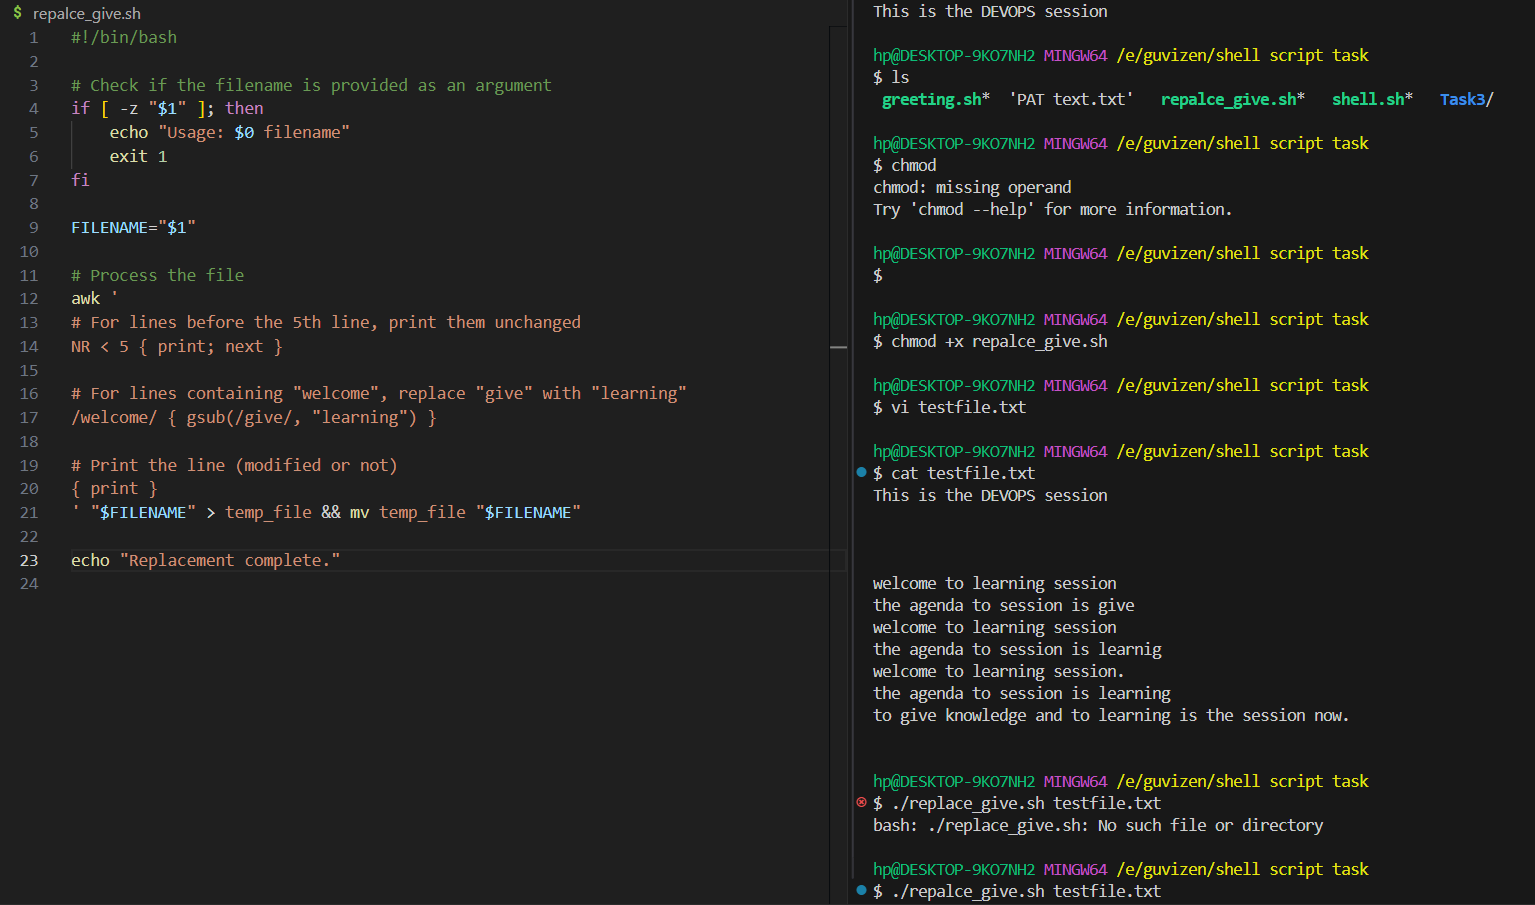 $ repalce_give.sh
1 #!/bin/bash
2
3 # Check if the filename is provided as an argument
4 if [ -z "$1" ]; then
5 echo "Usage: $0 filename"
6 exit 1
7 fi
8
9 FILENAME="$1"
10
11 # Process the file
12 awk '
13 # For lines before the 5th line, print them unchanged
14 NR < 5 { print; next }
15
16 # For lines containing "welcome", replace "give" with "learning"
17 /welcome/ { gsub(/give/, "learning") }
18
19 # Print the line (modified or not)
20 { print }
21 ' "$FILENAME" > temp_file && mv temp_file "$FILENAME"
22
23 echo "Replacement complete."
24
This is the DEVOPS session
hp@DESKTOP-9KO7NH2 MINGW64 /e/guvizen/shell script task
$ ls
greeting.sh* 'PAT text.txt' repalce_give.sh* shell.sh* Task3/
hp@DESKTOP-9KO7NH2 MINGW64 /e/guvizen/shell script task
$ chmod
chmod: missing operand
Try 'chmod --help' for more information.
hp@DESKTOP-9KO7NH2 MINGW64 /e/guvizen/shell script task
$
hp@DESKTOP-9KO7NH2 MINGW64 /e/guvizen/shell script task
$ chmod +x repalce_give.sh
hp@DESKTOP-9KO7NH2 MINGW64 /e/guvizen/shell script task
$ vi testfile.txt
hp@DESKTOP-9KO7NH2 MINGW64 /e/guvizen/shell script task
$ cat testfile.txt
This is the DEVOPS session
welcome to learning session
the agenda to session is give
welcome to learning session
the agenda to session is learnig
welcome to learning session.
the agenda to session is learning
to give knowledge and to learning is the session now.
hp@DESKTOP-9KO7NH2 MINGW64 /e/guvizen/shell script task
$ ./replace_give.sh testfile.txt
bash: ./replace_give.sh: No such file or directory
hp@DESKTOP-9KO7NH2 MINGW64 /e/guvizen/shell script task
$ ./repalce_give.sh testfile.txt